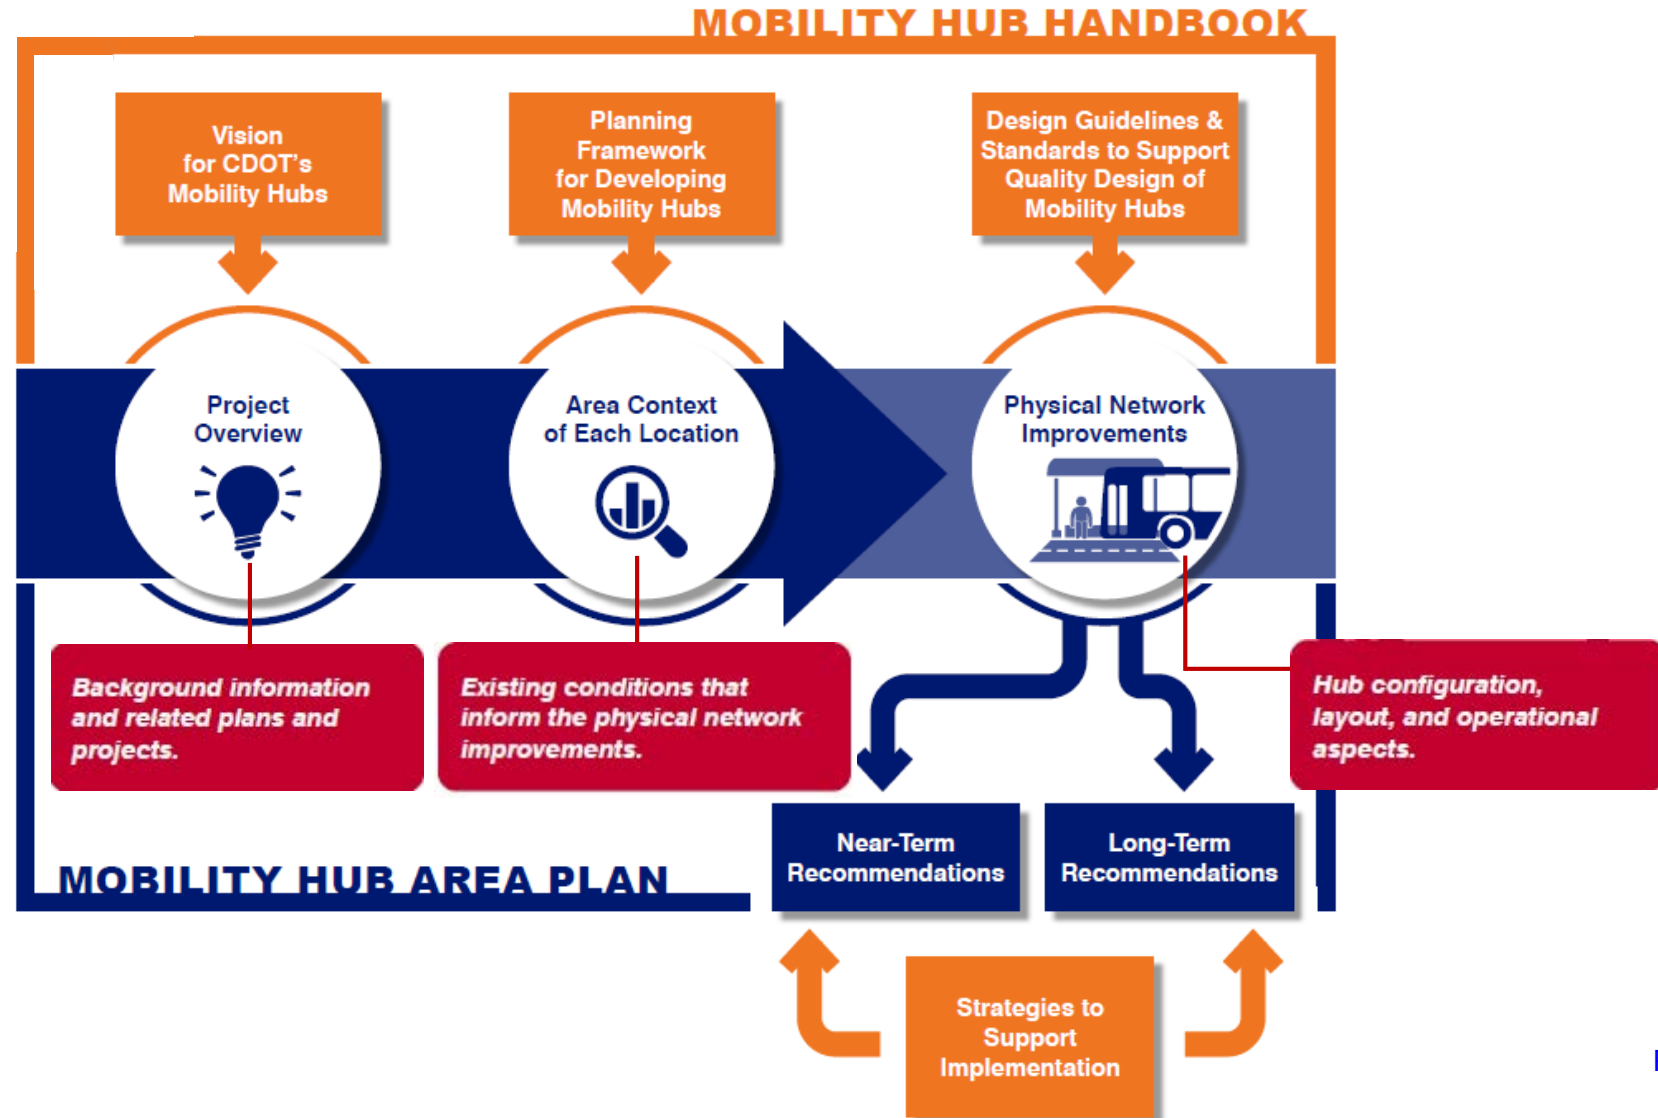 MOBILITY HUB HANDBOOK
Vision
for CDOT's
Mobility Hubs
Planning
Framework
for Developing
Mobility Hubs
Design Guidelines &
Standards to Support
Quality Design of
Mobility Hubs
Project
Overview
Area Context
of Each Location
Physical Network
Improvements
Background information
and related plans and
projects.
Existing conditions that
inform the physical network
improvements.
Hub configuration,
layout, and operational
aspects.
Near-Term
Recommendations
Long-Term
Recommendations
MOBILITY HUB AREA PLAN
Strategies to
Support
Implementation